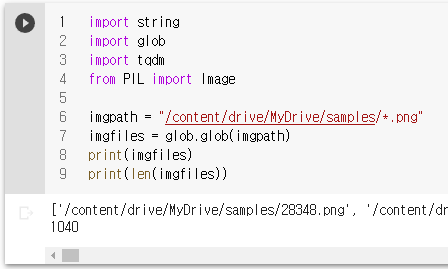 1 import string
2 import glob
3 import tqdm
4 from PIL import Image
5
6 imgpath = "/content/drive/MyDrive/samples/*.png"
7 imgfiles = glob.glob(imgpath)
8 print(imgfiles)
9 print(len(imgfiles))
['/content/drive/MyDrive/samples/28348.png', '/content/dr
1040